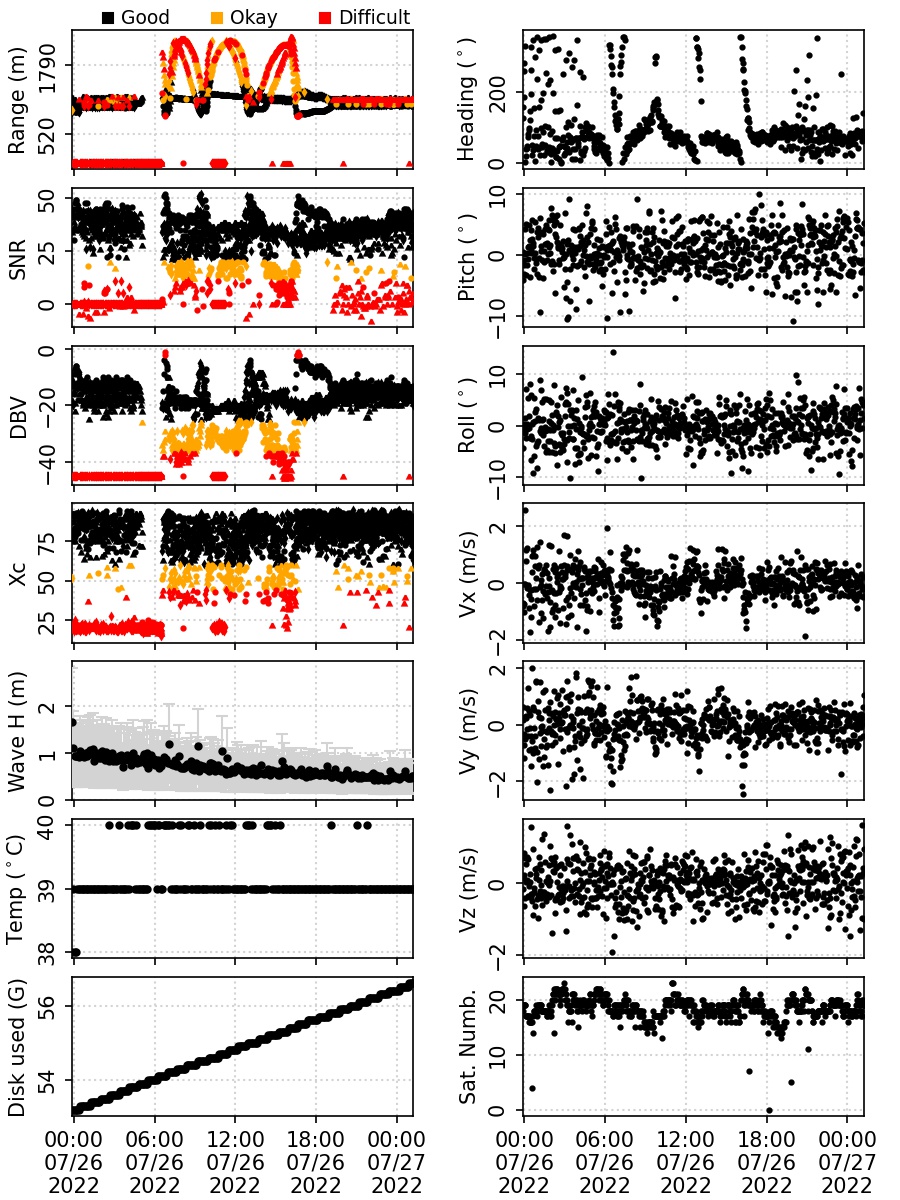 Good Okay Difficult
Range (m)
1790
520
Heading (°)
200
0
SNR
50
25
0
Pitch (°)
10
0
−10
DBV
0
−20
−40
Roll (°)
10
0
−10
Xc
75
50
25
Vx (m/s)
2
0
−2
Wave H (m)
2
1
0
Vy (m/s)
2
0
−2
Temp (°C)
40
39
38
Vz (m/s)
0
−2
Disk used (G)
56
54
Sat. Numb.
20
10
0
00:00 06:00 12:00 18:00 00:00
07/26 07/26 07/26 07/26 07/27
2022 2022 2022 2022 2022
00:00 06:00 12:00 18:00 00:00
07/26 07/26 07/26 07/26 07/27
2022 2022 2022 2022 2022